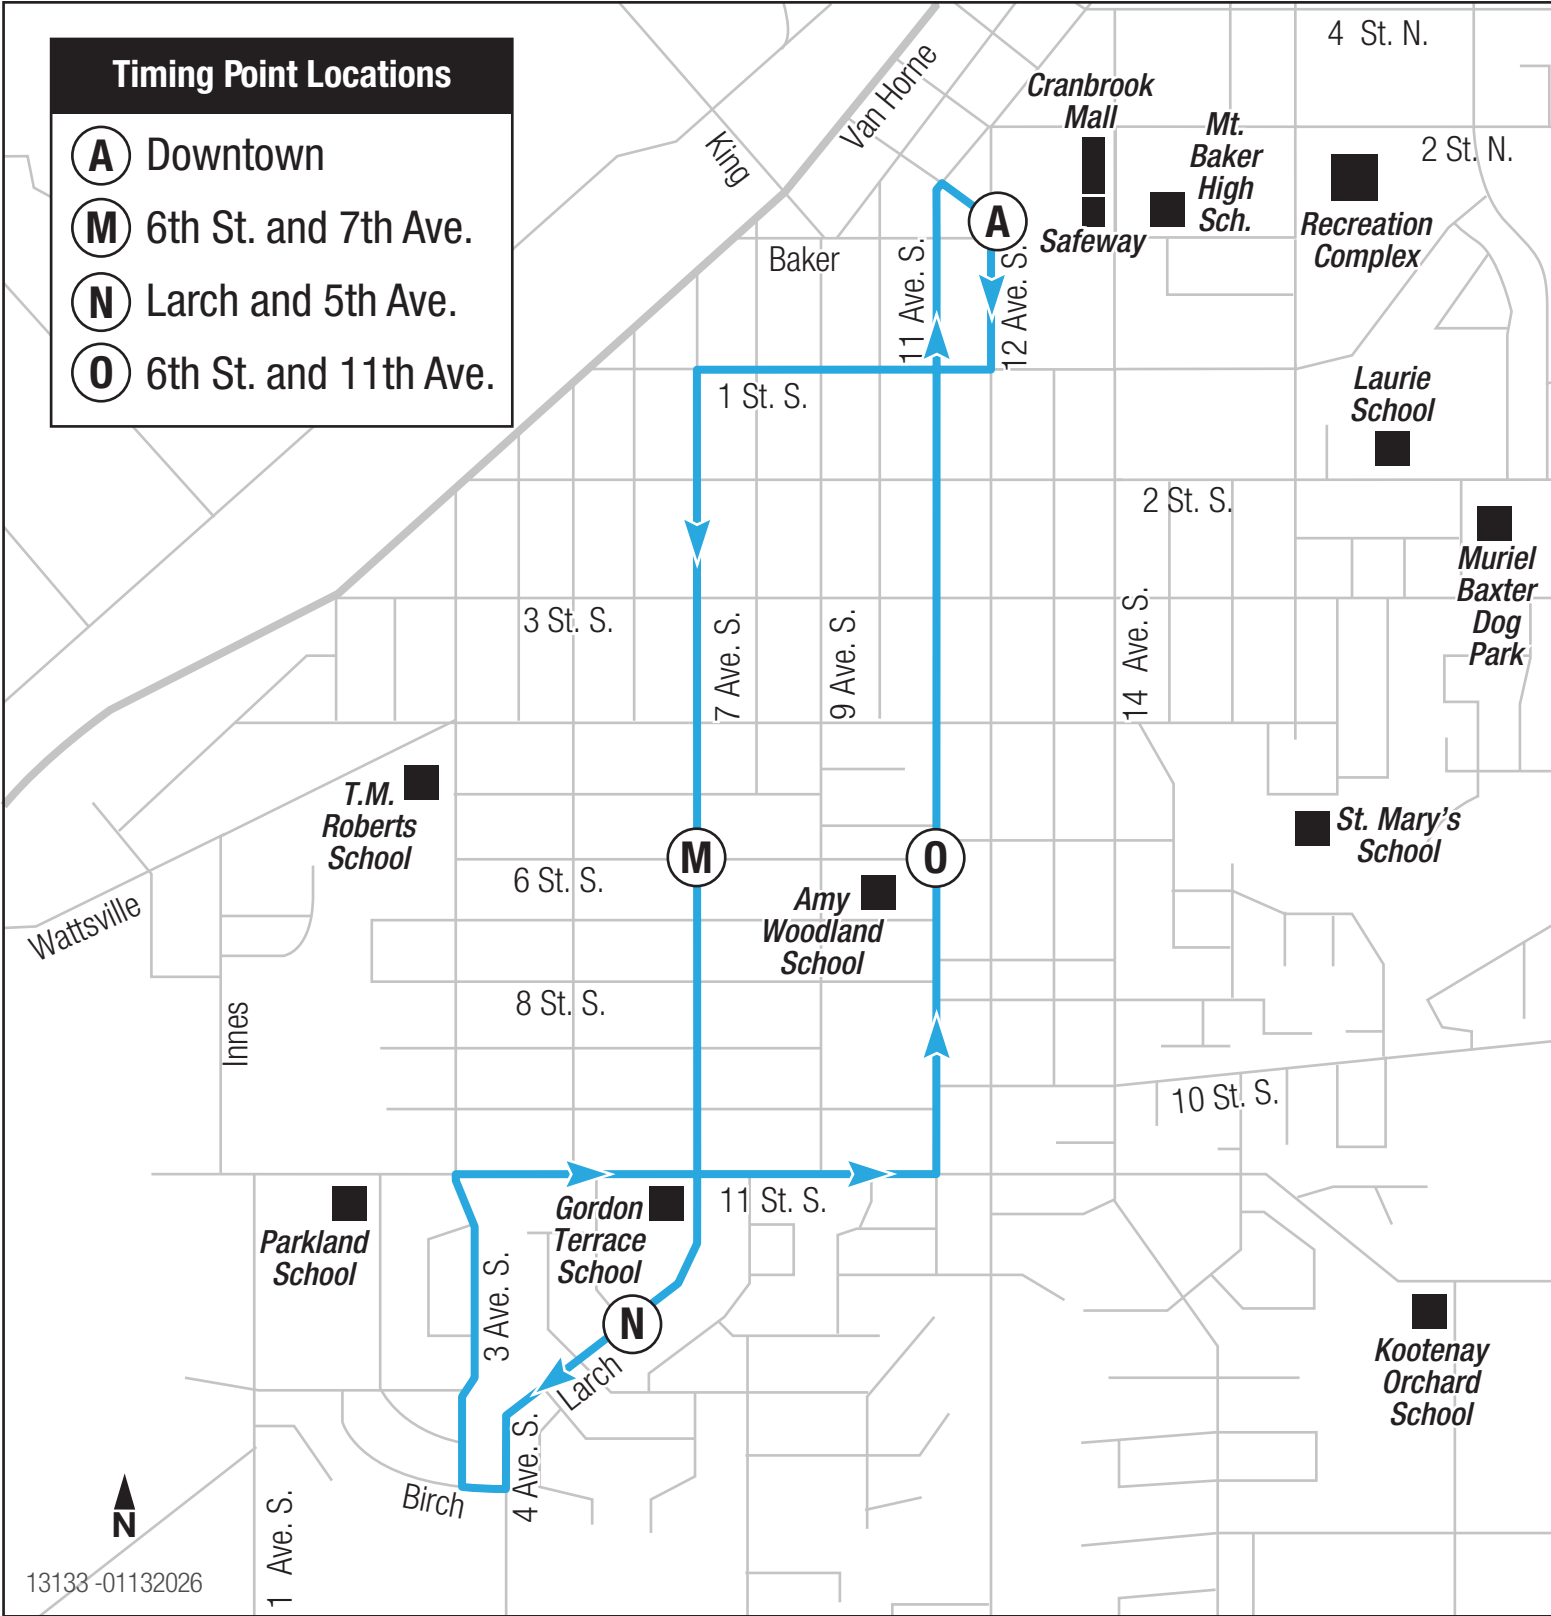 Timing Point Locations
A Downtown
M 6th St. and 7th Ave.
N Larch and 5th Ave.
O 6th St. and 11th Ave.
4 St. N.
Van Horne
King
Cranbrook
Mall
Mt.
Baker
High
Sch.
2 St. N.
A
Safeway
Recreation
Complex
Baker
11 Ave. S.
12 Ave. S.
1 St. S.
Laurie
School
2 St. S.
Muriel
Baxter
Dog
Park
3 St. S.
7 Ave. S.
9 Ave. S.
14 Ave. S.
T.M.
Roberts
School
St. Mary's
School
M
O
6 St. S.
Amy
Woodland
School
Wattsville
8 St. S.
Innes
10 St. S.
Parkland
School
Gordon
Terrace
School
11 St. S.
3 Ave. S.
N
Larch
Kootenay
Orchard
School
4 Ave. S.
Birch
1 Ave. S.
N
13133 -01132026